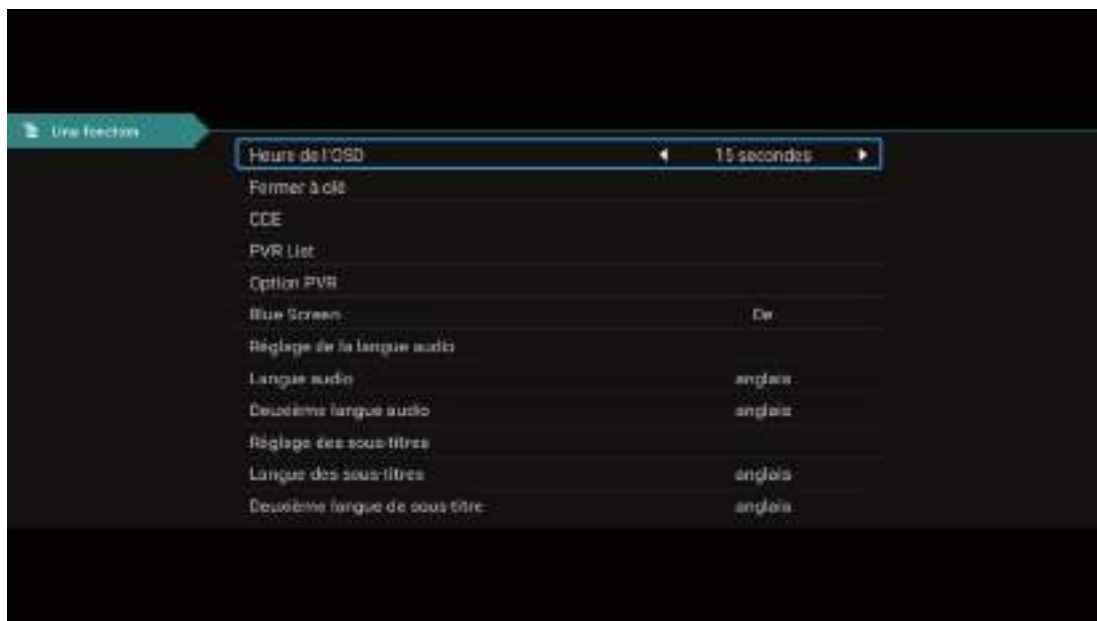 Une fonction
Heure de l'OSD 15 secondes
Fermer à clé
CCE
PVR List
Option PVR
Blue Screen De
Réglage de la langue audio
Langue audio anglais
Deuxième langue audio anglais
Réglage des sous-titres
Langue des sous-titres anglais
Deuxième langue de sous-titre anglais